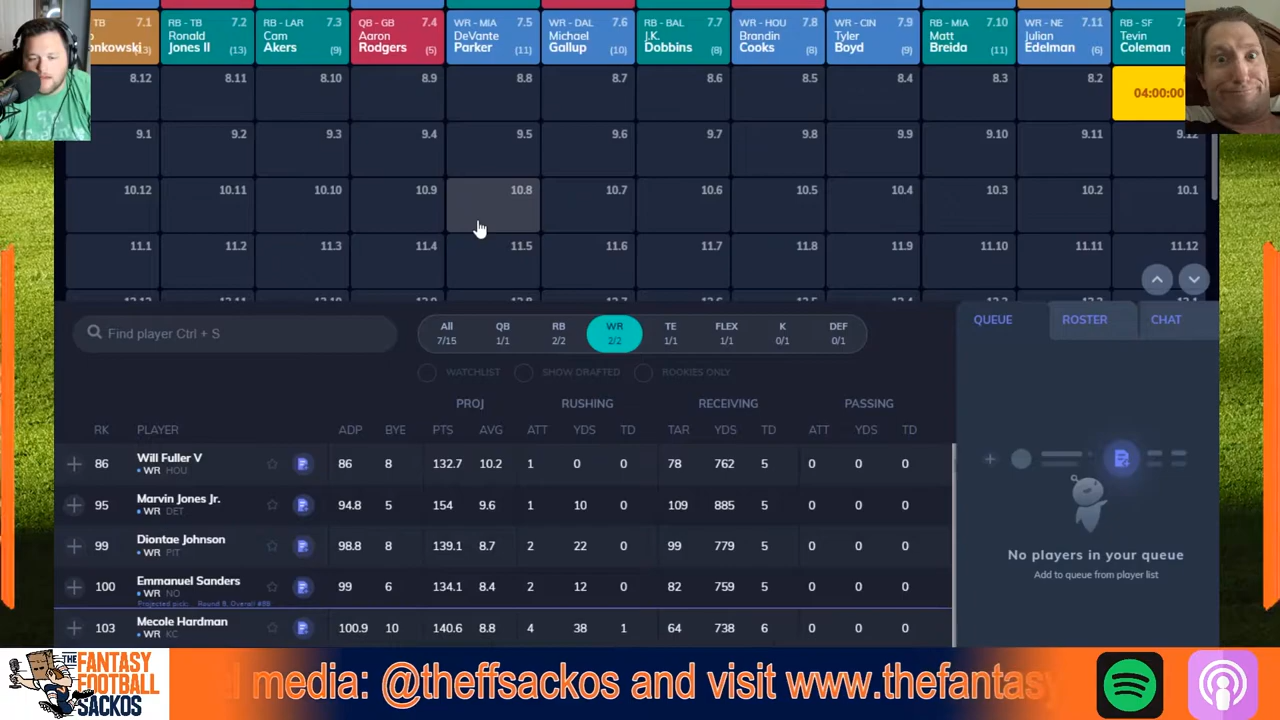 TB 7.1 RB - TB 7.2 RB - LAR 7.3 QB - GB 7.4 WR - MIA 7.5 WR - DAL 7.6 RB - BAL 7.7 WR - HOU 7.8 WR - CIN 7.9 RB - MIA 7.10 WR - NE 7.11 RB - SF 7.
Ronald Cam Aaron DeVante Michael J.K. Brandin Tyler Matt Julian Tevin
onkowski (13) Jones II (13) Akers (9) Rodgers (5) Parker (11) Gallup (10) Dobbins (8) Cooks (8) Boyd (9) Breida (11) Edelman (6) Coleman
8.12 8.11 8.10 8.9 8.8 8.7 8.6 8.5 8.4 8.3 8.2
04:00:00
9.1 9.2 9.3 9.4 9.5 9.6 9.7 9.8 9.9 9.10 9.11 9.12
10.12 10.11 10.10 10.9 10.8 10.7 10.6 10.5 10.4 10.3 10.2 10.1
11.1 11.2 11.3 11.4 11.5 11.6 11.7 11.8 11.9 11.10 11.11 11.12
Find player Ctrl + S
All QB RB WR TE FLEX K DEF
7/15 1/1 2/2 2/2 1/1 1/1 0/1 0/1
WATCHLIST SHOW DRAFTED ROOKIES ONLY
QUEUE ROSTER CHAT
PROJ RUSHING RECEIVING PASSING
RK PLAYER ADP BYE PTS AVG ATT YDS TD TAR YDS TD ATT YDS TD
86 Will Fuller V 86 8 132.7 10.2 1 0 0 78 762 5 0 0 0
WR HOU
95 Marvin Jones Jr. 94.8 5 154 9.6 1 10 0 109 885 5 0 0 0
WR DET
99 Diontae Johnson 98.8 8 139.1 8.7 2 22 0 99 779 5 0 0 0
WR PIT
100 Emmanuel Sanders 99 6 134.1 8.4 2 12 0 82 759 5 0 0 0
WR NO
Projected pick: Round 8, Overall #88
103 Mecole Hardman 100.9 10 140.6 8.8 4 38 1 64 738 6 0 0 0
WR KC
No players in your queue
Add to queue from player list
THE
FANTASY
FOOTBALL
SACKOS
l media: @theffsackos and visit www.thefantas